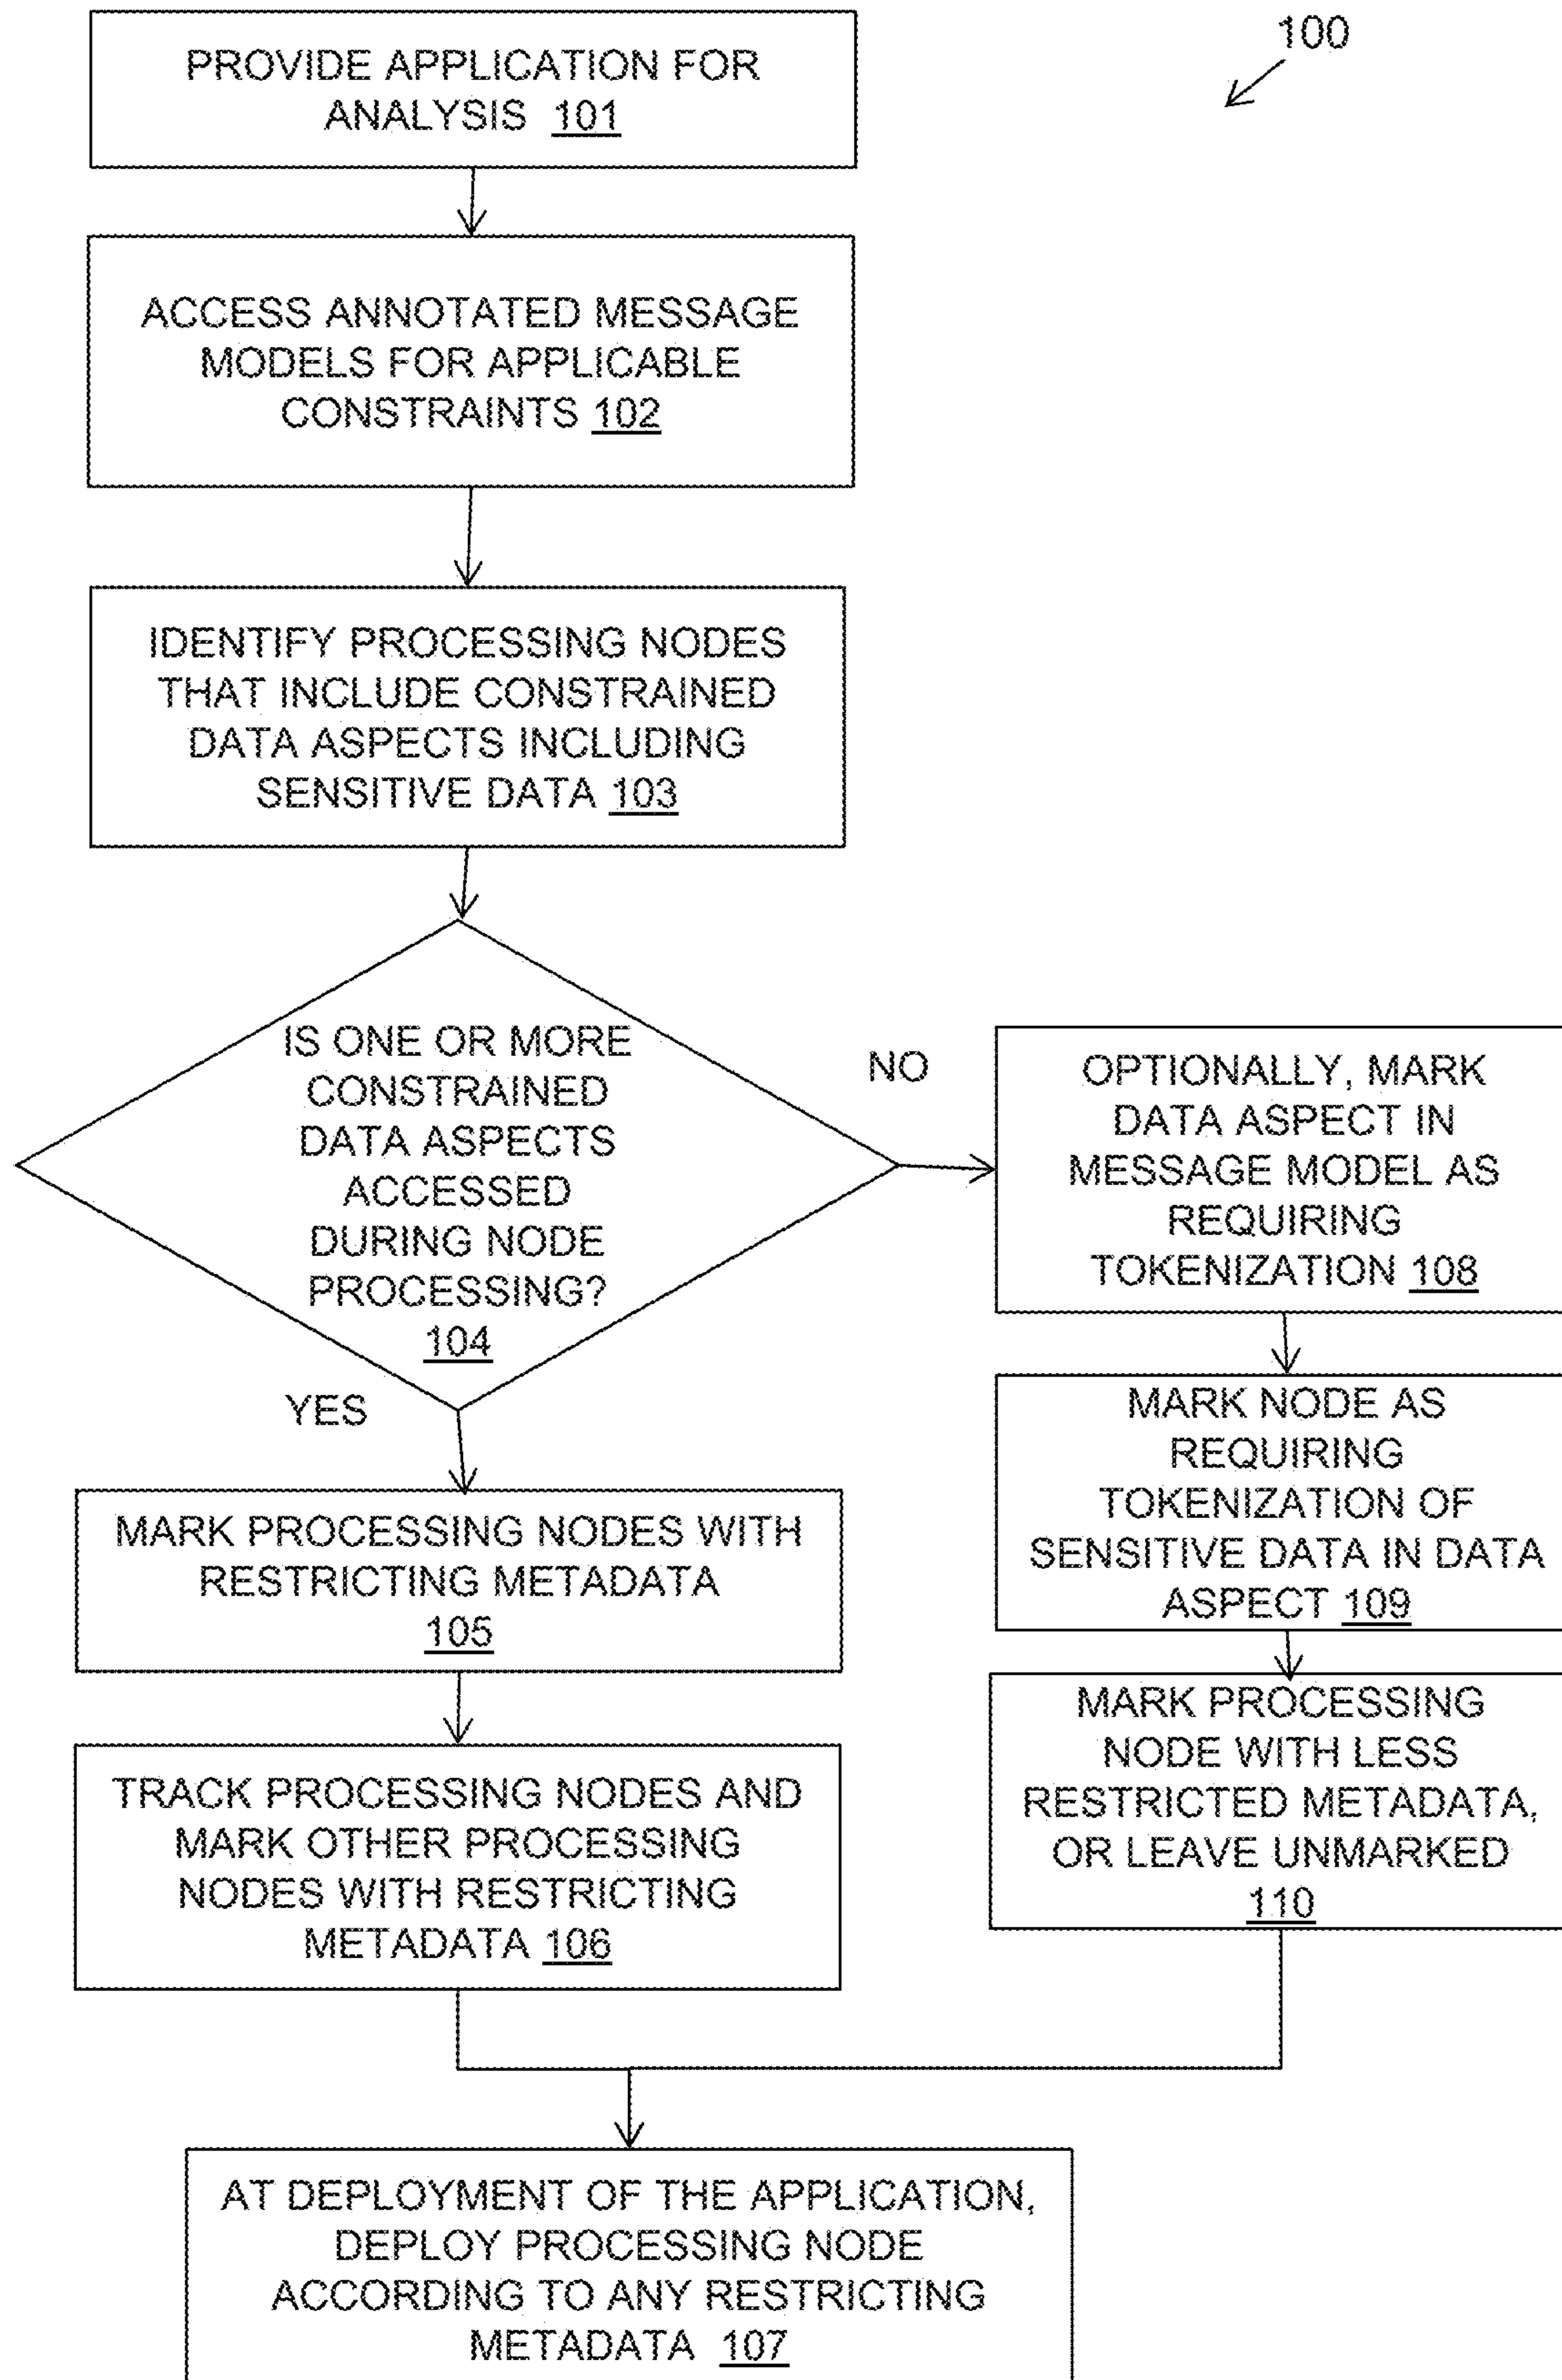 100
PROVIDE APPLICATION FOR
ANALYSIS 101
ACCESS ANNOTATED MESSAGE
MODELS FOR APPLICABLE
CONSTRAINTS 102
IDENTIFY PROCESSING NODES
THAT INCLUDE CONSTRAINED
DATA ASPECTS INCLUDING
SENSITIVE DATA 103
IS ONE OR MORE
CONSTRAINED
DATA ASPECTS
ACCESSED
DURING NODE
PROCESSING?
104
NO
YES
MARK PROCESSING NODES WITH
RESTRICTING METADATA
105
TRACK PROCESSING NODES AND
MARK OTHER PROCESSING
NODES WITH RESTRICTING
METADATA 106
OPTIONALLY, MARK
DATA ASPECT IN
MESSAGE MODEL AS
REQUIRING
TOKENIZATION 108
MARK NODE AS
REQUIRING
TOKENIZATION OF
SENSITIVE DATA IN DATA
ASPECT 109
MARK PROCESSING
NODE WITH LESS
RESTRICTED METADATA,
OR LEAVE UNMARKED
110
AT DEPLOYMENT OF THE APPLICATION,
DEPLOY PROCESSING NODE
ACCORDING TO ANY RESTRICTING
METADATA 107